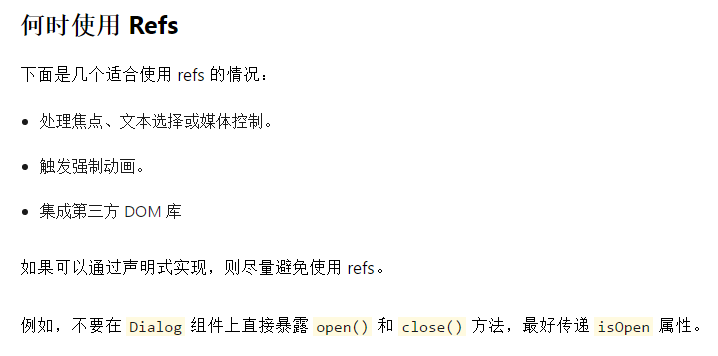 何时使用 Refs
下面是几个适合使用 refs 的情况：
• 处理焦点、文本选择或媒体控制。
• 触发强制动画。
• 集成第三方 DOM 库
如果可以通过声明式实现，则尽量避免使用 refs。
例如，不要在 Dialog 组件上直接暴露 open() 和 close() 方法，最好传递 isOpen 属性。